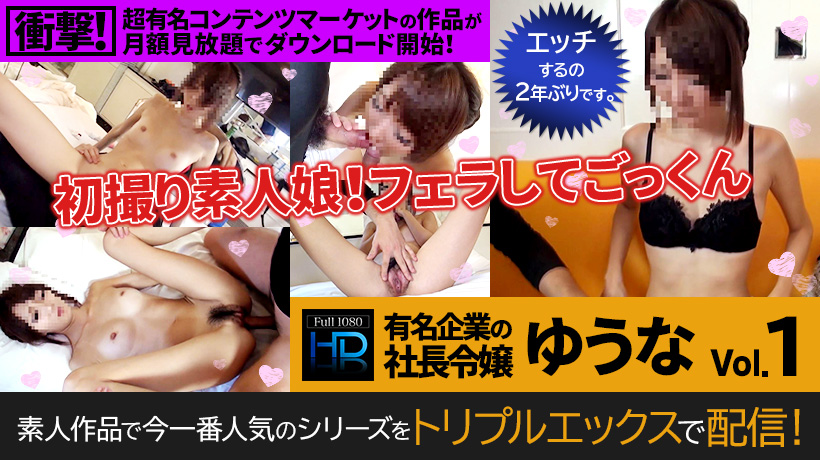 衝撃!
超有名コンテンツマーケットの作品が
月額見放題でダウンロード開始!
エッチ
するの
2年ぶりです。
初撮り素人娘!フェラしてごっくん
Full 1080
HD
有名企業の
社長令嬢
ゆうな Vol.1
素人作品で今一番人気のシリーズをトリプルエックスで配信!